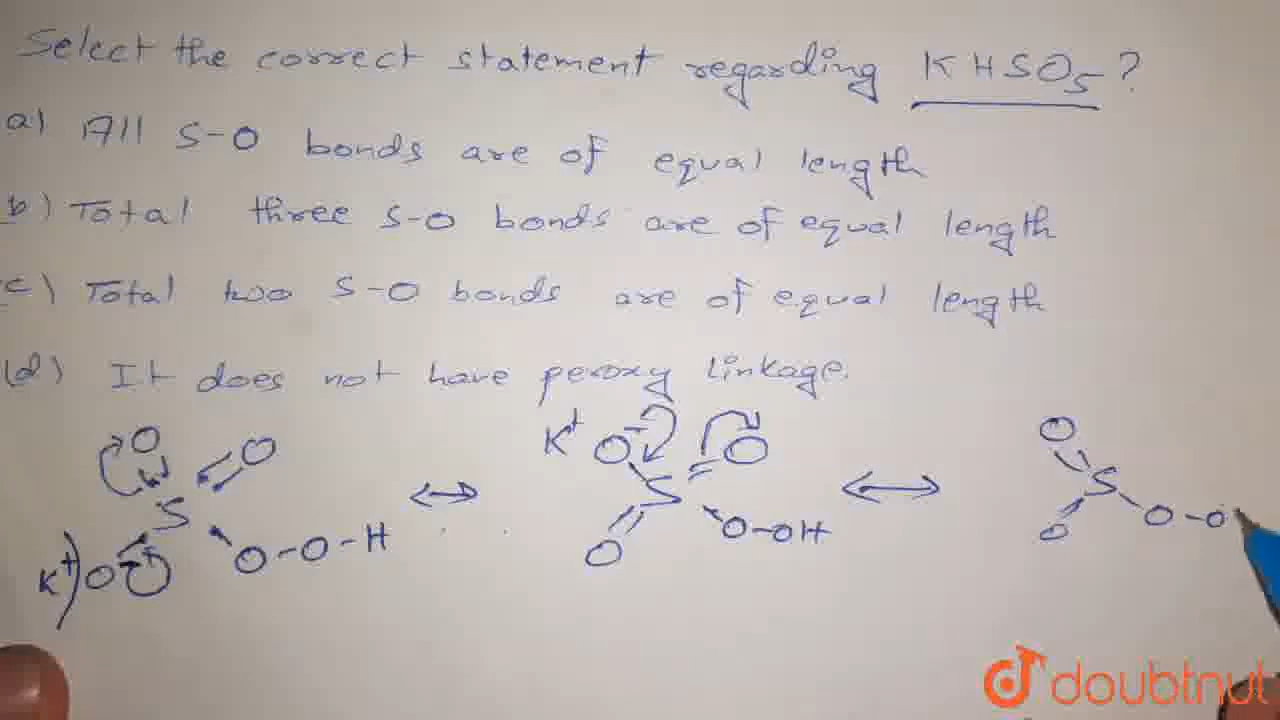 Select the correct statement regarding KHSO5?
a) All S-O bonds are of equal length
b) Total three S-O bonds are of equal length
c) Total two S-O bonds are of equal length
(d) It does not have peroxy linkage.
O O K+ O O O
S S S
K+ O O-O-H O O-OH O O-O
doubtnut